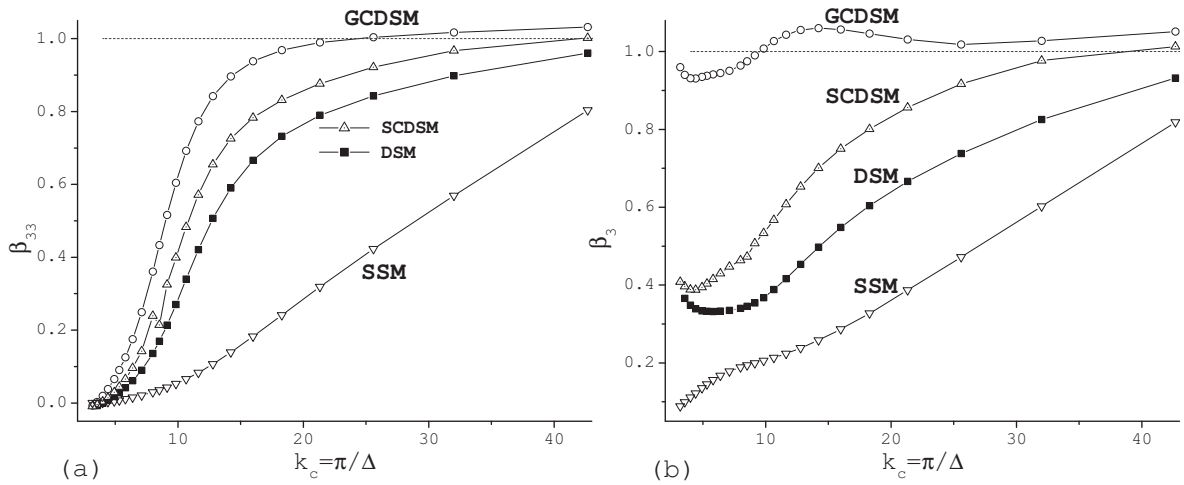 GCDSM
1.0
0.8
0.6
0.4
0.2
0.0
β33
SCDSM
DSM
SSM
10
20
30
40
kc=π/Δ
(a)
GCDSM
1.0
0.8
0.6
0.4
0.2
β3
SCDSM
DSM
SSM
10
20
30
40
kc=π/Δ
(b)